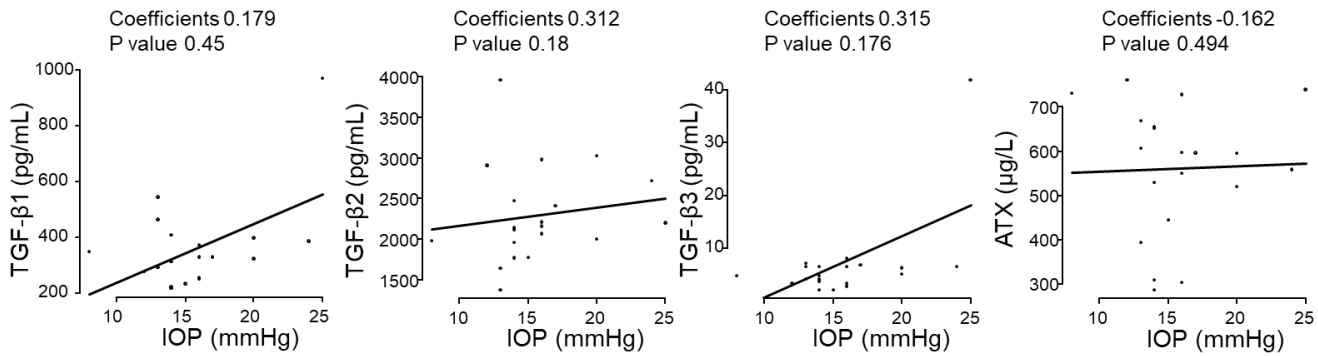 Coefficients 0.179
P value 0.45
TGF-β1 (pg/mL)
1000
800
600
400
200
10
15
20
25
IOP (mmHg)
Coefficients 0.312
P value 0.18
TGF-β2 (pg/mL)
4000
3500
3000
2500
2000
1500
10
15
20
25
IOP (mmHg)
Coefficients 0.315
P value 0.176
TGF-β3 (pg/mL)
40
30
20
10
10
15
20
25
IOP (mmHg)
Coefficients -0.162
P value 0.494
ATX (μg/L)
700
600
500
400
300
10
15
20
25
IOP (mmHg)